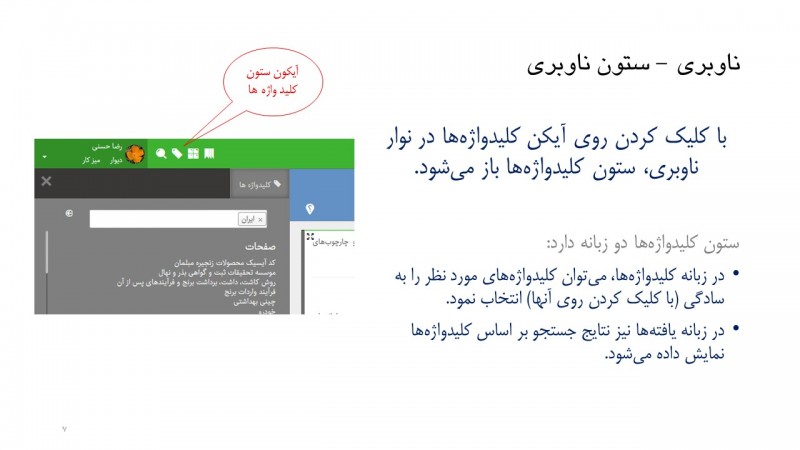 ناوبری – ستون ناوبری
آیکون ستون
کلید واژه ها
با کلیک کردن روی آیکن کلیدواژه‌ها در نوار
ناوبری، ستون کلیدواژه‌ها باز می‌شود.
رضا حسنی
دیوار میز کار
کلیدواژه ها
ایران ×
صفحات
کد آیسیک محصولات زنجیره مبلمان
موسسه تحقیقات ثبت و گواهی بذر و نهال
روش کاشت، داشت، برداشت برنج و فرآیندهای پس از آن
فرآیند واردات برنج
چینی بهداشتی
خودرو
و چارچوب‌های
ستون کلیدواژه‌ها دو زبانه دارد:
• در زبانه کلیدواژه‌ها، می‌توان کلیدواژه‌های مورد نظر را به
سادگی (با کلیک کردن روی آنها) انتخاب نمود.
• در زبانه یافته‌ها نیز نتایج جستجو بر اساس کلیدواژه‌ها
نمایش داده می‌شود.
۷